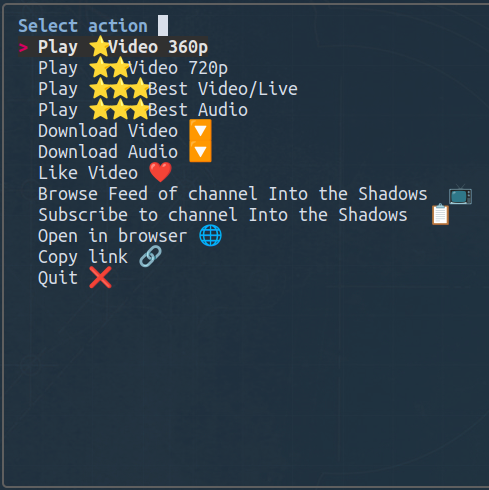 Select action
> Play ⭐Video 360p
Play ⭐⭐Video 720p
Play ⭐⭐⭐Best Video/Live
Play ⭐⭐⭐Best Audio
Download Video 🔽
Download Audio 🔽
Like Video ❤️
Browse Feed of channel Into the Shadows 📺
Subscribe to channel Into the Shadows 📋
Open in browser 🌐
Copy link 🔗
Quit ❌